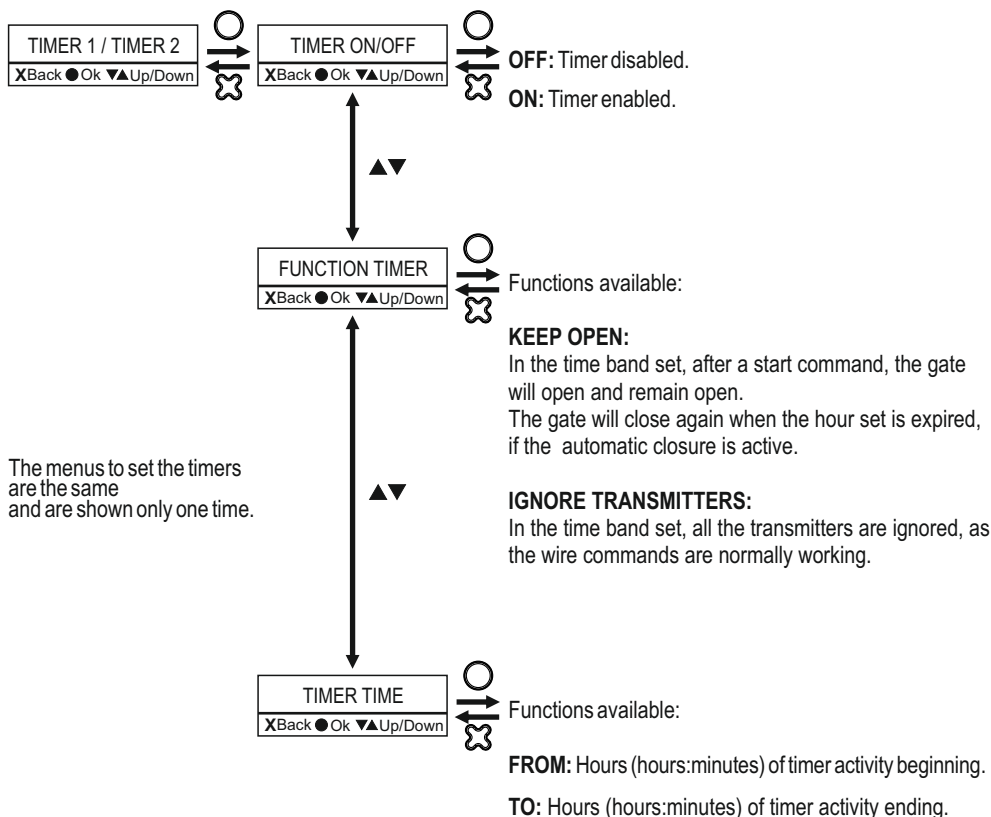 TIMER 1 / TIMER 2
XBack ●Ok ▼▲Up/Down
TIMER ON/OFF
XBack ●Ok ▼▲Up/Down
OFF: Timer disabled.
ON: Timer enabled.
▲▼
FUNCTION TIMER
XBack ●Ok ▼▲Up/Down
Functions available:
KEEP OPEN:
In the time band set, after a start command, the gate
will open and remain open.
The gate will close again when the hour set is expired,
if the automatic closure is active.
The menus to set the timers
are the same
and are shown only one time.
▲▼
IGNORE TRANSMITTERS:
In the time band set, all the transmitters are ignored, as
the wire commands are normally working.
TIMER TIME
XBack ●Ok ▼▲Up/Down
Functions available:
FROM: Hours (hours:minutes) of timer activity beginning.
TO: Hours (hours:minutes) of timer activity ending.